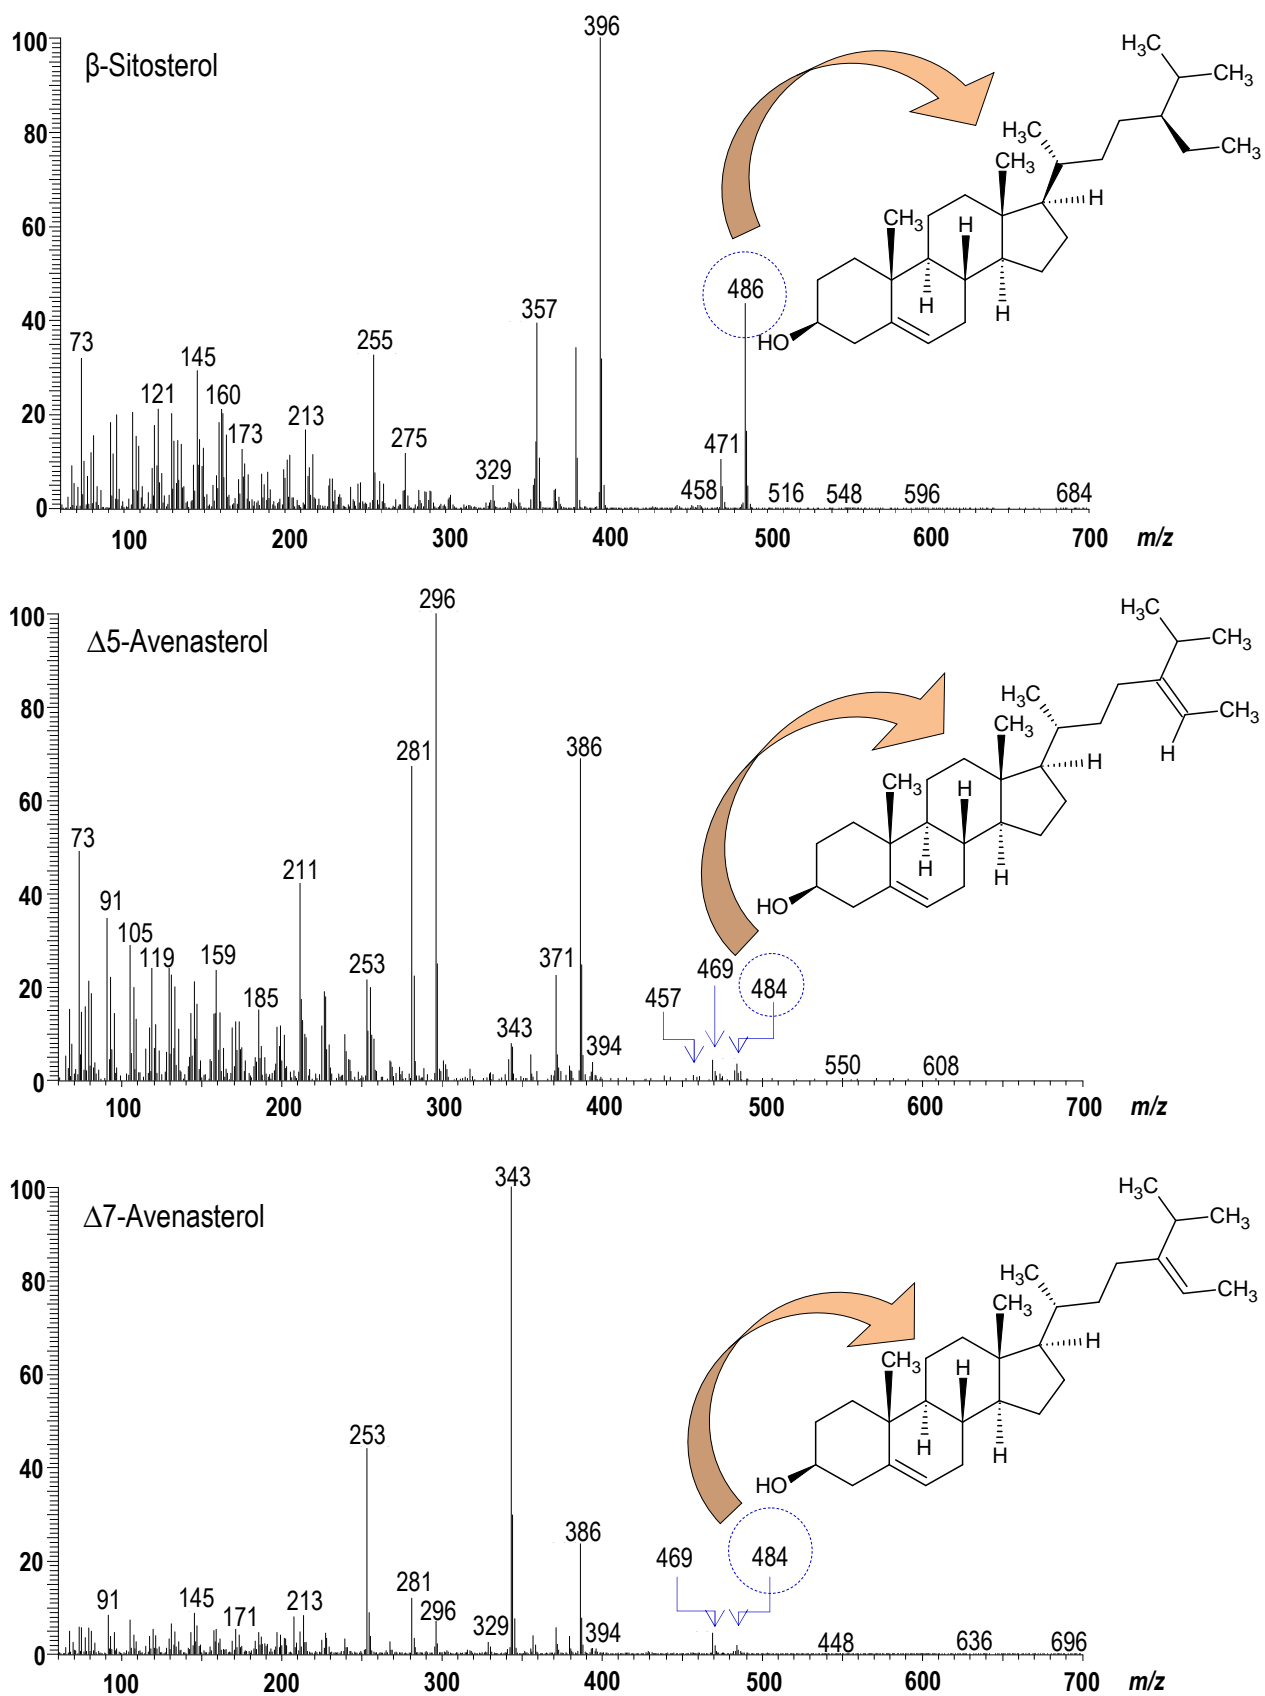 β-Sitosterol
100
80
60
40
20
0
73
121
145
160
173
213
255
275
329
357
396
458
471
486
516
548
596
684
100
200
300
400
500
600
700
m/z
H₃C
CH₃
H₃C
CH₃
CH₃
H
CH₃
H
H
H
HO
Δ5-Avenasterol
100
80
60
40
20
0
73
91
105
119
159
185
211
253
281
296
343
371
386
394
457
469
484
550
608
100
200
300
400
500
600
700
m/z
H₃C
CH₃
H₃C
CH₃
CH₃
H
H
CH₃
H
H
H
HO
Δ7-Avenasterol
100
80
60
40
20
0
91
145
171
213
253
281
296
329
343
386
394
469
484
448
636
696
100
200
300
400
500
600
700
m/z
H₃C
CH₃
H₃C
CH₃
CH₃
H
CH₃
H
H
H
HO